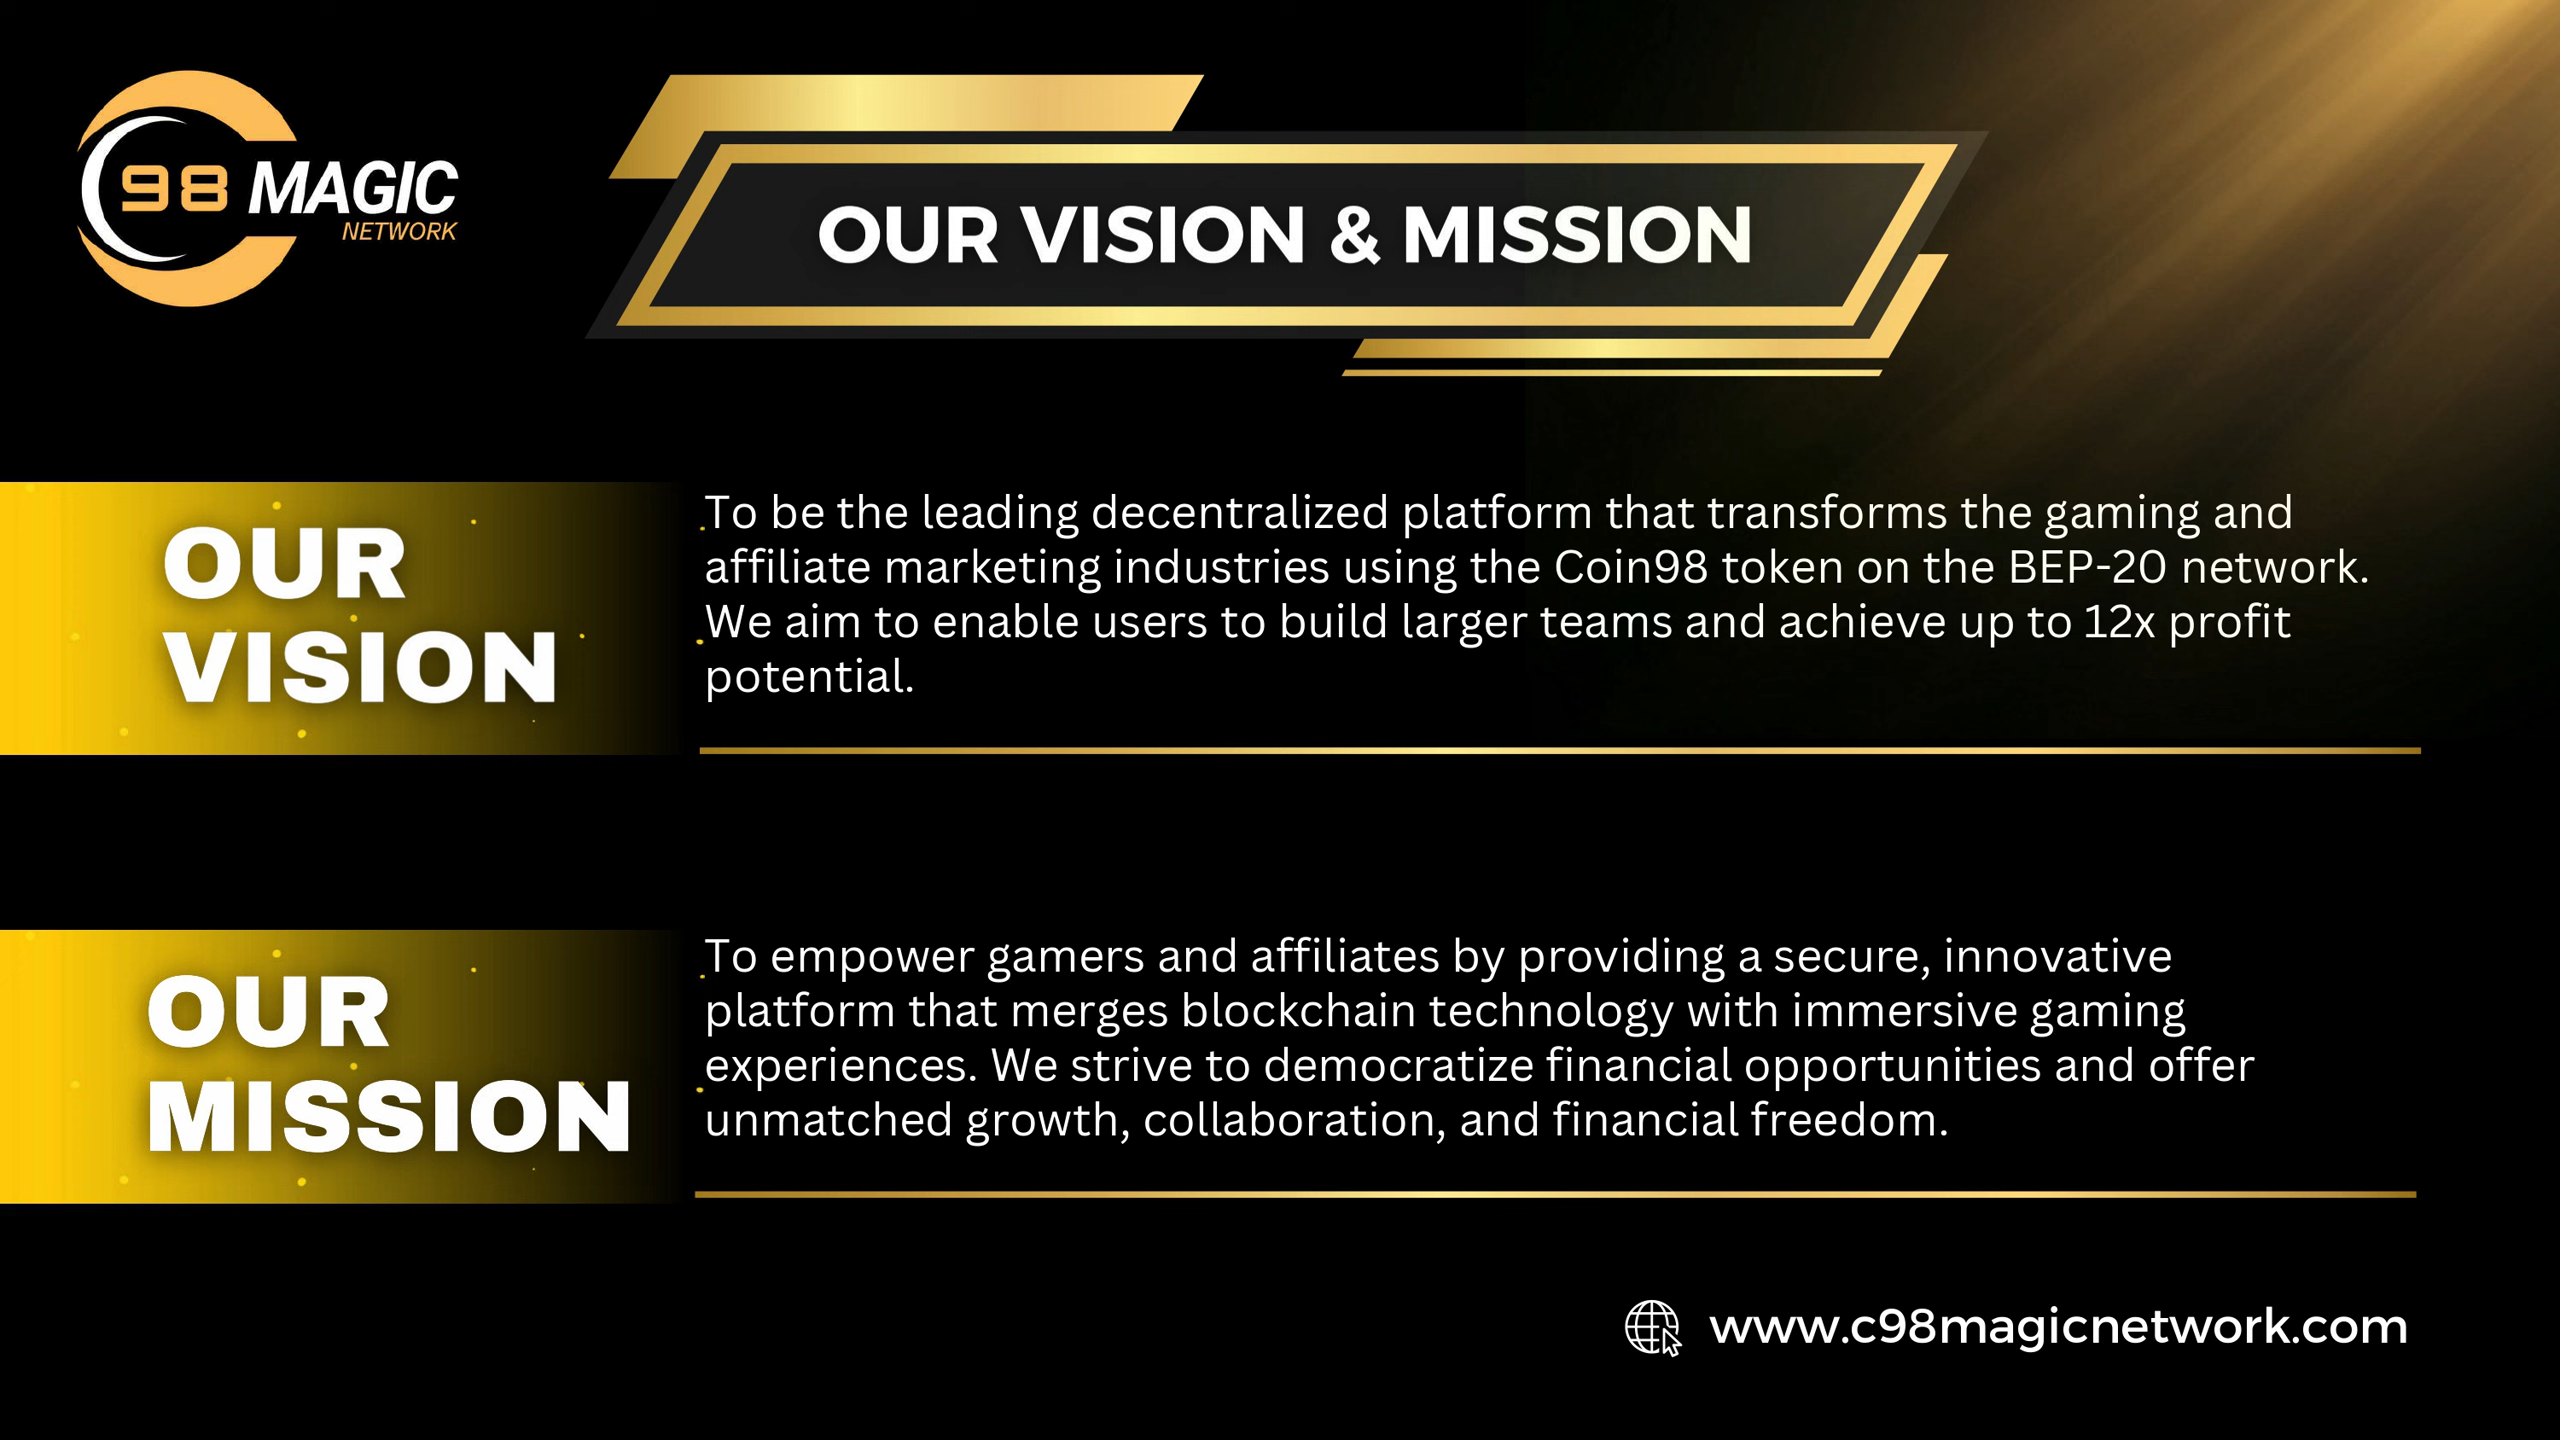 98 MAGIC
NETWORK
OUR VISION & MISSION
OUR
VISION
To be the leading decentralized platform that transforms the gaming and
affiliate marketing industries using the Coin98 token on the BEP-20 network.
We aim to enable users to build larger teams and achieve up to 12x profit
potential.
OUR
MISSION
To empower gamers and affiliates by providing a secure, innovative
platform that merges blockchain technology with immersive gaming
experiences. We strive to democratize financial opportunities and offer
unmatched growth, collaboration, and financial freedom.
www.c98magicnetwork.com